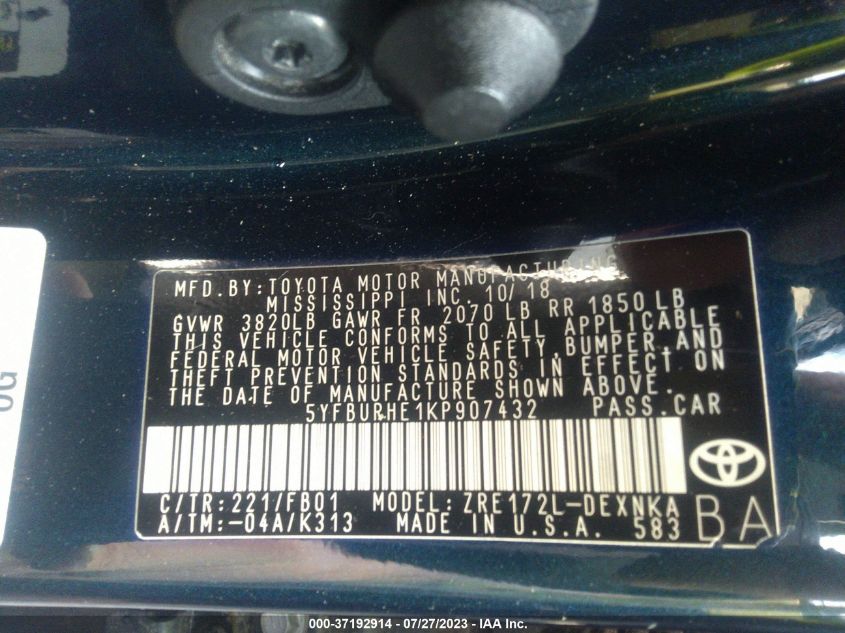 MFD.BY:TOYOTA MOTOR MANUFACTURING
MISSISSIPPI INC. 10/18
GVWR 3820LB GAWR FR 2070 LB RR 1850 LB
THIS VEHICLE CONFORMS TO ALL APPLICABLE
FEDERAL MOTOR VEHICLE SAFETY,BUMPER,AND
THEFT PREVENTION STANDARDS IN EFFECT ON
THE DATE OF MANUFACTURE SHOWN ABOVE.
5YFBURHE1KP907432 PASS.CAR
C/TR:221/FB01 MODEL:ZRE172L-DEXNKA
A/TM:-04A/K313 MADE IN U.S.A. 583
BA
000-37192914 - 07/27/2023 - IAA Inc.